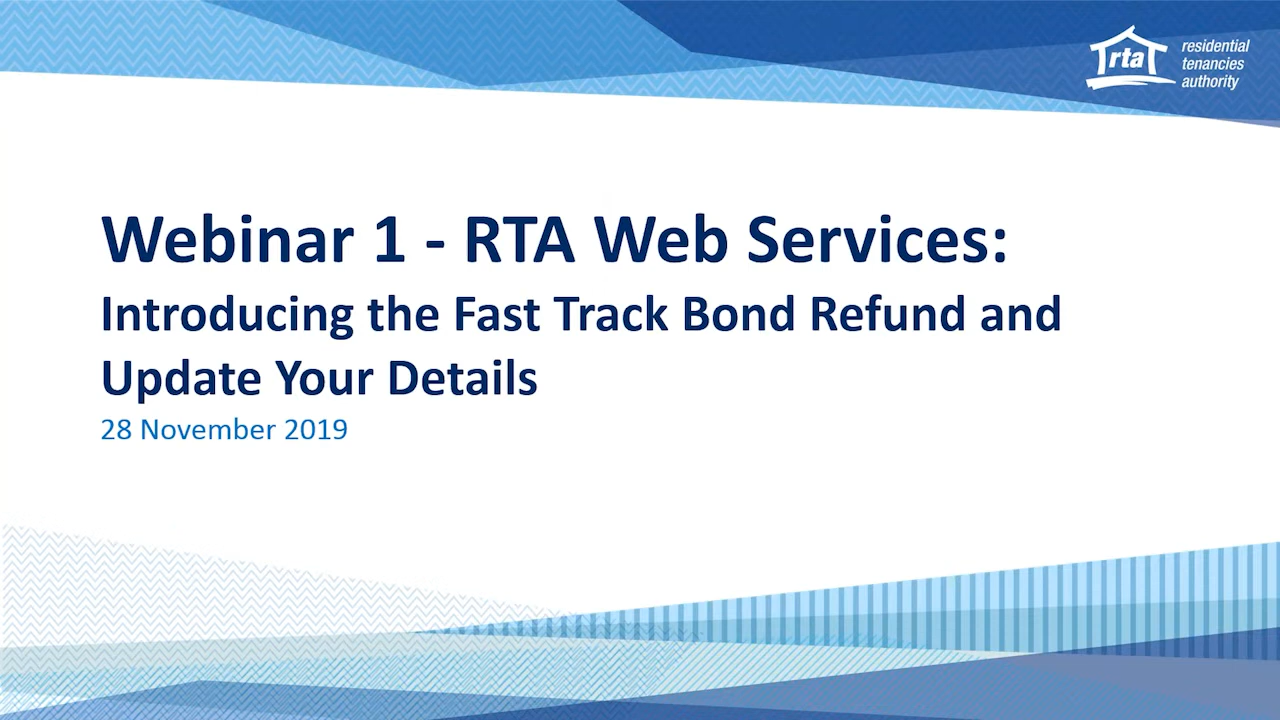 rta
residential
tenancies
authority
Webinar 1 - RTA Web Services:
Introducing the Fast Track Bond Refund and
Update Your Details
28 November 2019